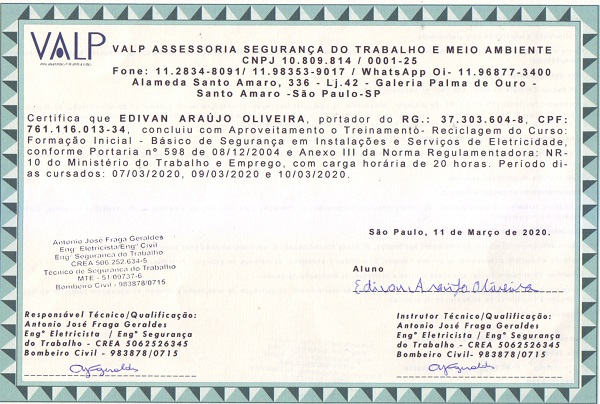 VALP
VALP ASSESSORIA SEGURANÇA DO TRABALHO E MEIO AMBIENTE
CNPJ 10.809.814 / 0001-25
Fone: 11.2834-8091/ 11.98353-9017 / WhatsApp Oi- 11.96877-3400
Alameda Santo Amaro, 336 - Lj.42 - Galeria Palma de Ouro -
Santo Amaro -São Paulo-SP
Certifica que EDIVAN ARAÚJO OLIVEIRA, portador do RG.: 37.303.604-8, CPF:
761.116.013-34, concluiu com Aproveitamento o Treinamento- Reciclagem do Curso:
Formação Inicial - Básico de Segurança em Instalações e Serviços de Eletricidade,
conforme Portaria nº 598 de 08/12/2004 e Anexo III da Norma Regulamentadora: NR-
10 do Ministério do Trabalho e Emprego, com carga horária de 20 horas. Período di-
as cursados: 07/03/2020, 09/03/2020 e 10/03/2020.
São Paulo, 11 de Março de 2020.
Antonio Jose Fraga Geraldes
Engº Eletricista/Engº Civil
Engº Segurança do Trabalho
CREA 506.252.634-5
Técnico de Segurança do Trabalho
MTE - 51.09737-6
Bombeiro Civil - 983878/0715
Aluno
Edivan Araújo Oliveira
Responsável Técnico/Qualificação:
Antonio José Fraga Geraldes
Engº Eletricista / Engº Segurança
do Trabalho - CREA 5062526345
Bombeiro Civil - 983878/0715
Instrutor Técnico/Qualificação:
Antonio José Fraga Geraldes
Engº Eletricista / Engº Segurança
do Trabalho - CREA 5062526345
Bombeiro Civil - 983878/0715